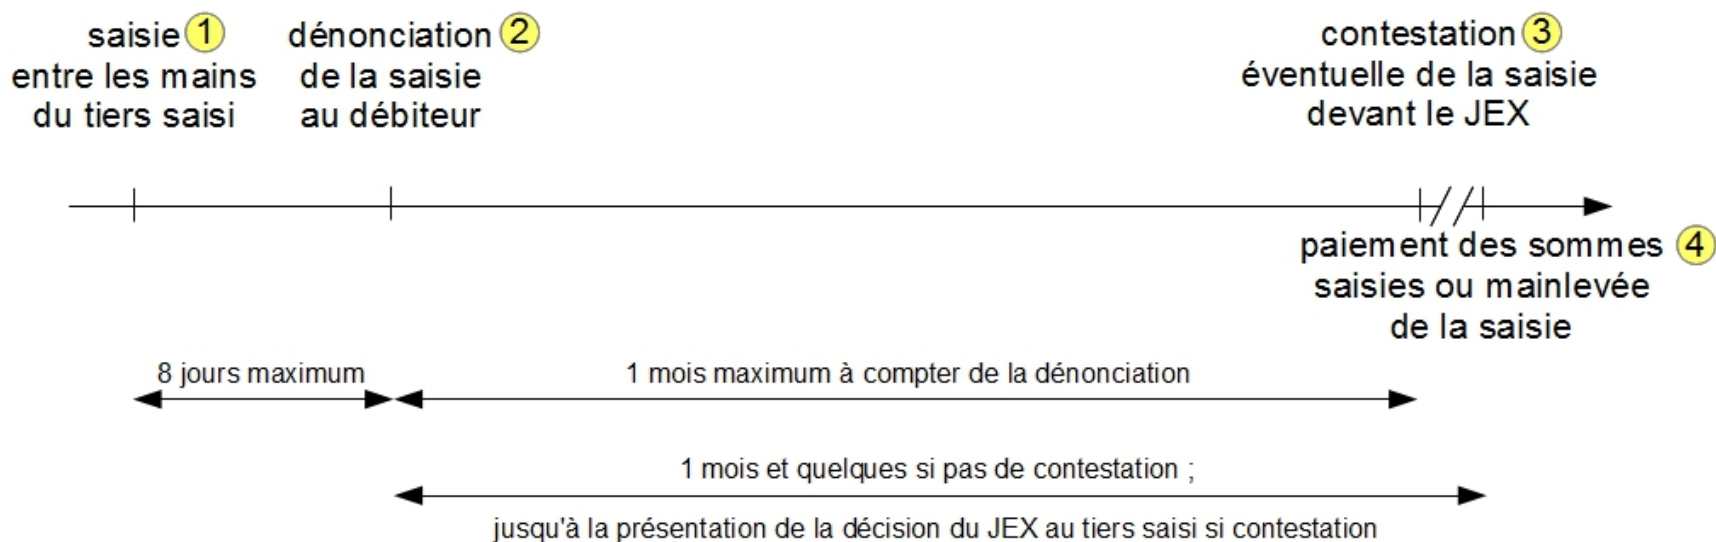 saisie 1
entre les mains
du tiers saisi
dénonciation 2
de la saisie
au débiteur
contestation 3
éventuelle de la saisie
devant le JEX
paiement des sommes 4
saisies ou mainlevée
de la saisie
8 jours maximum
1 mois maximum à compter de la dénonciation
1 mois et quelques si pas de contestation ;
jusqu'à la présentation de la décision du JEX au tiers saisi si contestation